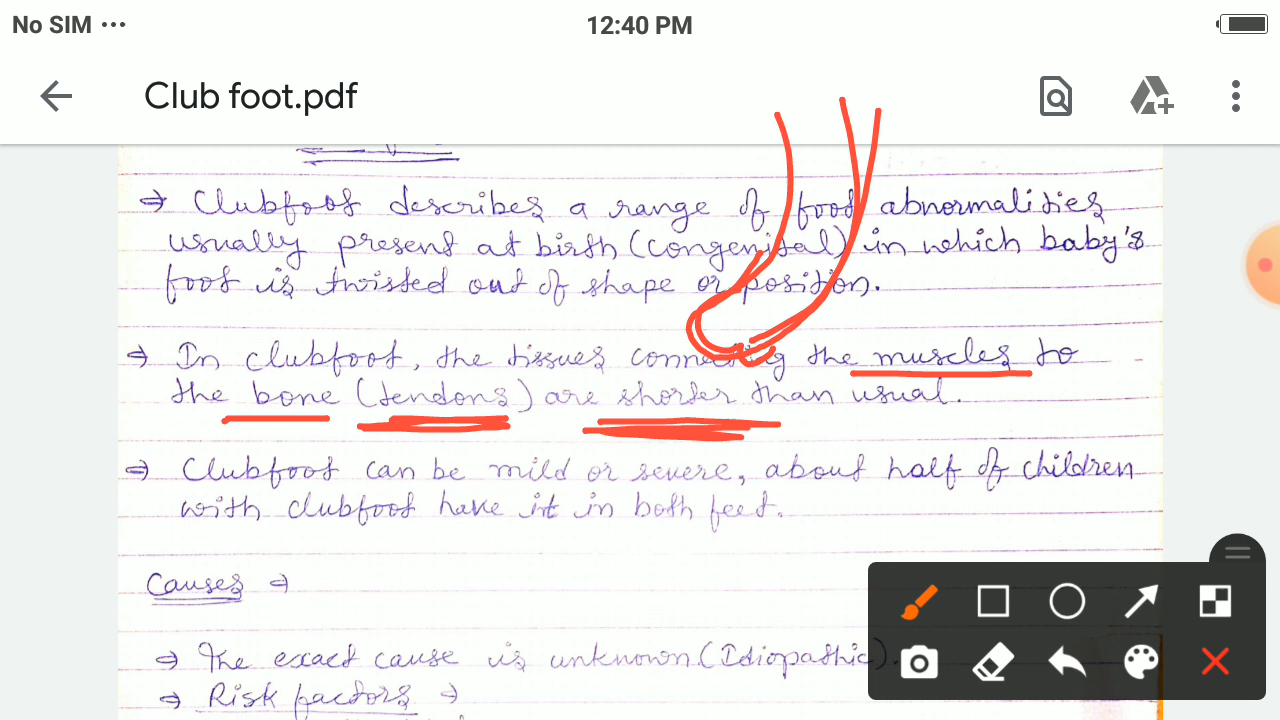 No SIM ...
12:40 PM
Club foot.pdf
→ Clubfoot describes a range of foot abnormalities
usually present at birth (congenital) in which baby's
foot is twisted out of shape or position.
→ In clubfoot, the tissues connecting the muscles to
the bone (tendons) are shorter than usual.
→ Clubfoot can be mild or severe, about half of children
with clubfoot have it in both feet.
Causes →
→ The exact cause is unknown (Idiopathic).
→ Risk factors →